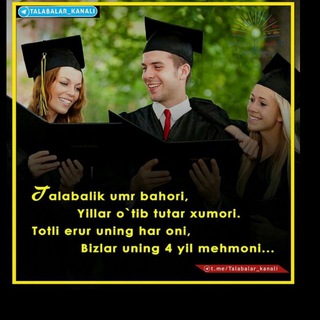 TALABALAR_KANALI
Talabalik umr bahori,
Yillar o`tib tutar xumori.
Totli erur uning har oni,
Bizlar uning 4 yil mehmoni...
t.me/Talabalar_kanali